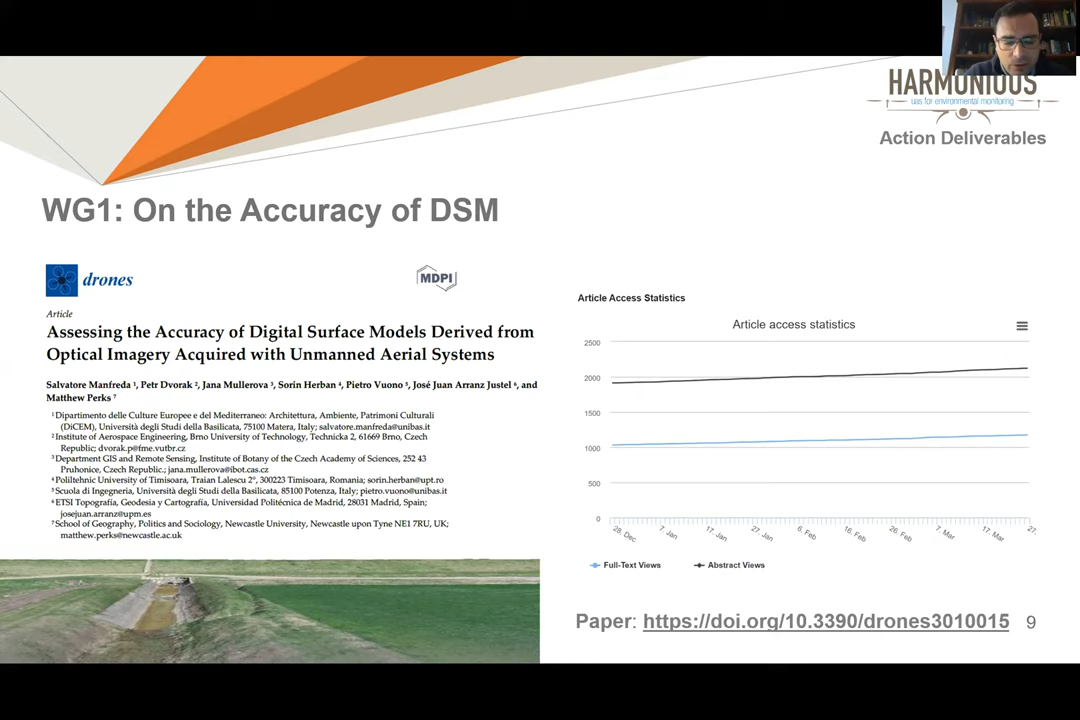 HARMONIOUS
uas for environmental monitoring
Action Deliverables
WG1: On the Accuracy of DSM
drones
MDPI
Article
Assessing the Accuracy of Digital Surface Models Derived from
Optical Imagery Acquired with Unmanned Aerial Systems
Salvatore Manfreda 1, Petr Dvorak 2, Jana Mullerova 3, Sorin Herban 4, Pietro Vuono 5, José Juan Arranz Justel 6, and
Matthew Perks 7
1 Dipartimento delle Culture Europee e del Mediterraneo: Architettura, Ambiente, Patrimoni Culturali
(DiCEM), Università degli Studi della Basilicata, 75100 Matera, Italy; salvatore.manfreda@unibas.it
2 Institute of Aerospace Engineering, Brno University of Technology, Technicka 2, 61669 Brno, Czech
Republic; dvorak.p@fme.vutbr.cz
3 Department GIS and Remote Sensing, Institute of Botany of the Czech Academy of Sciences, 252 43
Pruhonice, Czech Republic.; jana.mullerova@ibot.cas.cz
4 Poliltehnic University of Timisoara, Traian Lalescu 2°, 300223 Timisoara, Romania; sorin.herban@upt.ro
5 Scuola di Ingegneria, Università degli Studi della Basilicata, 85100 Potenza, Italy; pietro.vuono@unibas.it
6 ETSI Topografía, Geodesia y Cartografía, Universidad Politécnica de Madrid, 28031 Madrid, Spain;
josejuan.arranz@upm.es
7 School of Geography, Politics and Sociology, Newcastle University, Newcastle upon Tyne NE1 7RU, UK;
matthew.perks@newcastle.ac.uk
Article Access Statistics
Article access statistics
2500
2000
1500
1000
500
0
28. Dec 7. Jan 17. Jan 27. Jan 6. Feb 16. Feb 26. Feb 7. Mar 17. Mar 27.
Full-Text Views Abstract Views
Paper: https://doi.org/10.3390/drones3010015 9